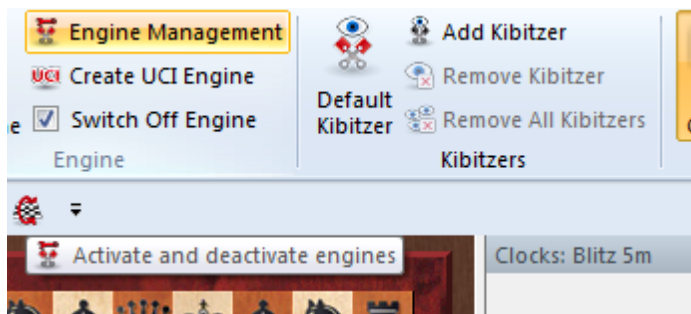 Engine Management
UCI Create UCI Engine
Switch Off Engine
Engine
Default
Kibitzer
Add Kibitzer
Remove Kibitzer
Remove All Kibitzers
Kibitzers
Activate and deactivate engines
Clocks: Blitz 5m